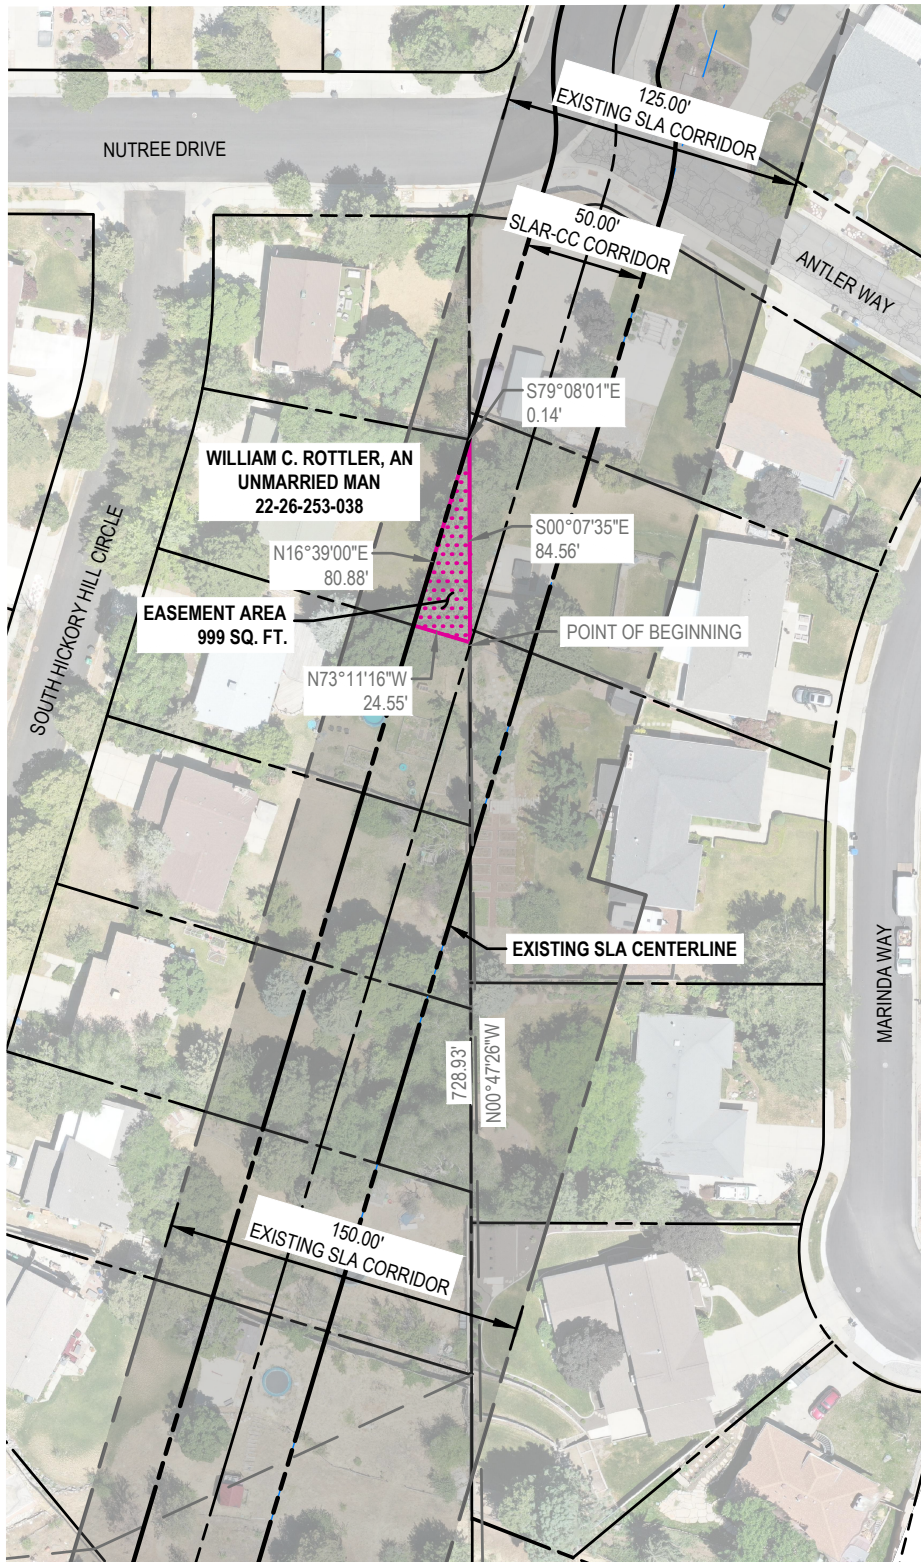 125.00'
EXISTING SLA CORRIDOR
NUTREE DRIVE
50.00'
SLAR-CC CORRIDOR
ANTLER WAY
S79°08'01"E
0.14'
WILLIAM C. ROTTLER, AN
UNMARRIED MAN
22-26-253-038
S00°07'35"E
84.56'
N16°39'00"E
80.88'
EASEMENT AREA
999 SQ. FT.
POINT OF BEGINNING
SOUTH HICKORY HILL CIRCLE
N73°11'16"W
24.55'
EXISTING SLA CENTERLINE
MARINDA WAY
728.93'
N00°47'26"W
150.00'
EXISTING SLA CORRIDOR